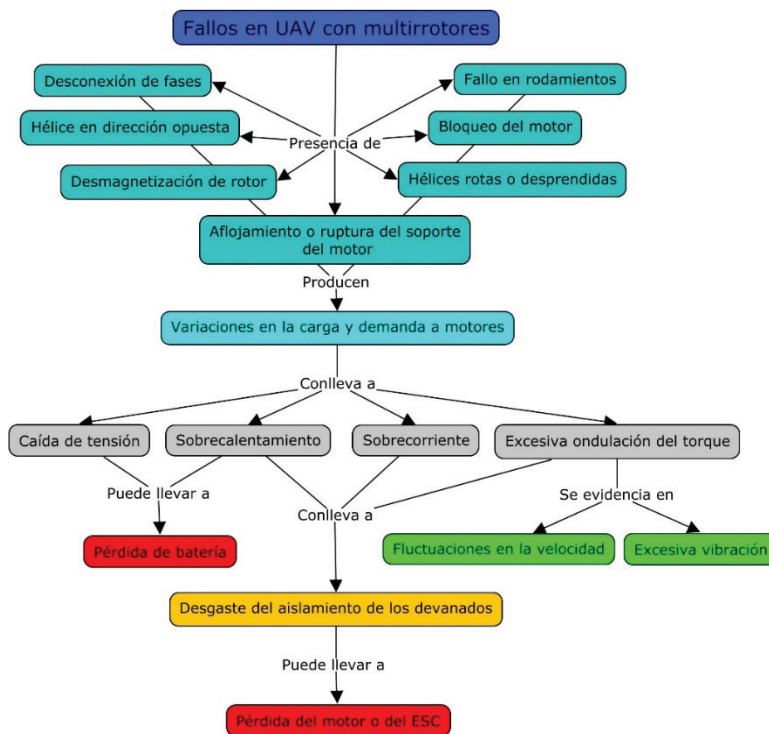 Fallos en UAV con multirrotores
Desconexión de fases
Fallo en rodamientos
Hélice en dirección opuesta
Presencia de
Bloqueo del motor
Desmagnetización de rotor
Hélices rotas o desprendidas
Aflojamiento o ruptura del soporte
del motor
Producen
Variaciones en la carga y demanda a motores
Conlleva a
Caída de tensión
Sobrecalentamiento
Sobrecorriente
Excesiva ondulación del torque
Puede llevar a
Conlleva a
Se evidencia en
Pérdida de batería
Fluctuaciones en la velocidad
Excesiva vibración
Desgaste del aislamiento de los devanados
Puede llevar a
Pérdida del motor o del ESC